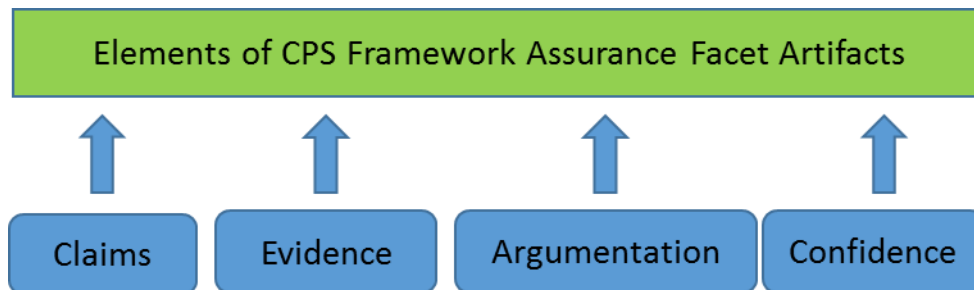 Elements of CPS Framework Assurance Facet Artifacts
Claims
Evidence
Argumentation
Confidence